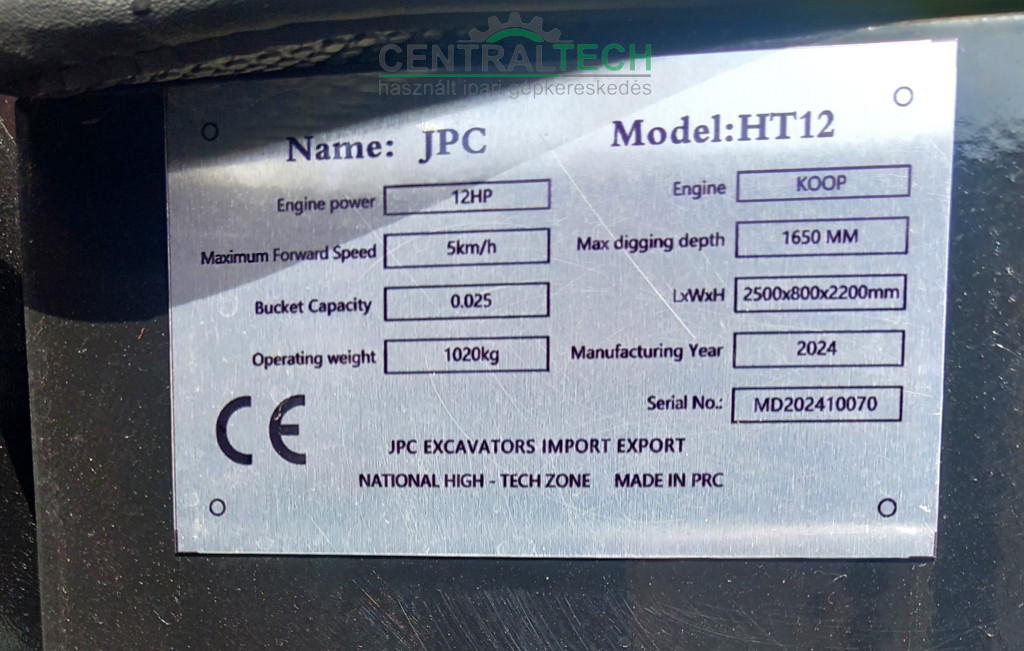 CENTRALTECH
használt ipari gépkereskedés
Name: JPC Model:HT12
Engine power 12HP Engine KOOP
Maximum Forward Speed 5km/h Max digging depth 1650 MM
Bucket Capacity 0.025 LxWxH 2500x800x2200mm
Operating weight 1020kg Manufacturing Year 2024
Serial No.: MD202410070
CE
JPC EXCAVATORS IMPORT EXPORT
NATIONAL HIGH - TECH ZONE MADE IN PRC